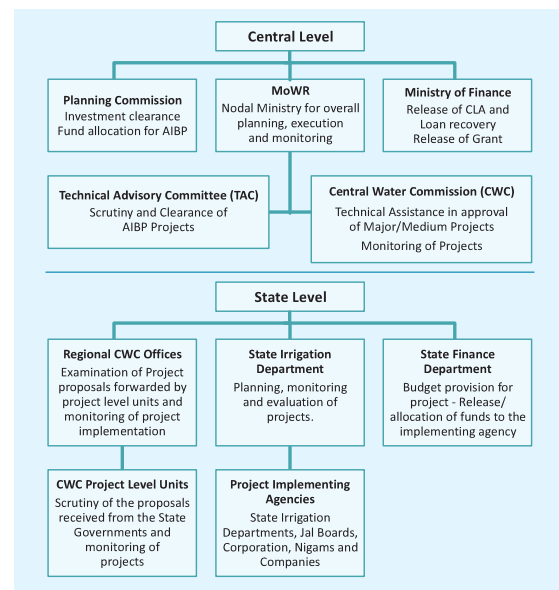 Central Level
Planning Commission
Investment clearance
Fund allocation for AIBP
MoWR
Nodal Ministry for overall
planning, execution
and monitoring
Ministry of Finance
Release of CLA and
Loan recovery
Release of Grant
Technical Advisory Committee (TAC)
Scrutiny and Clearance of
AIBP Projects
Central Water Commission (CWC)
Technical Assistance in approval
of Major/Medium Projects
Monitoring of Projects
State Level
Regional CWC Offices
Examination of Project
proposals forwarded by
project level units and
monitoring of project
implementation
State Irrigation
Department
Planning, monitoring
and evaluation of
projects.
State Finance
Department
Budget provision for
project - Release/
allocation of funds to the
implementing agency
CWC Project Level Units
Scrutiny of the proposals
received from the State
Governments and
monitoring of
projects
Project Implementing
Agencies
State Irrigation
Departments, Jal Boards,
Corporation, Nigams and
Companies